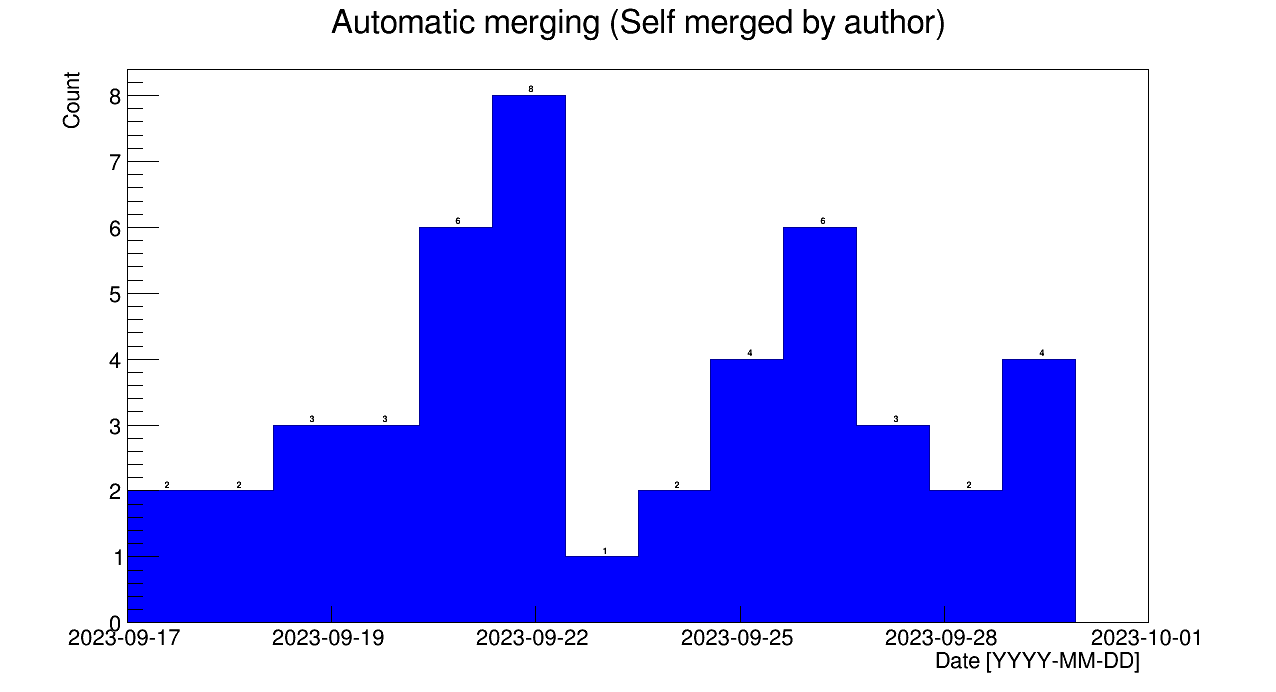 Automatic merging (Self merged by author)
Count
8
7
6
5
4
3
2
1
0
2 2 3 3 6 8 1 2 4 6 3 2 4
2023-09-17 2023-09-19 2023-09-22 2023-09-25 2023-09-28 2023-10-01
Date [YYYY-MM-DD]